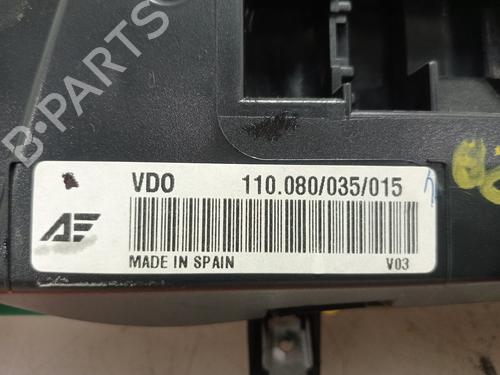 B-PARTS
VDO 110.080/035/015
AE
MADE IN SPAIN V03